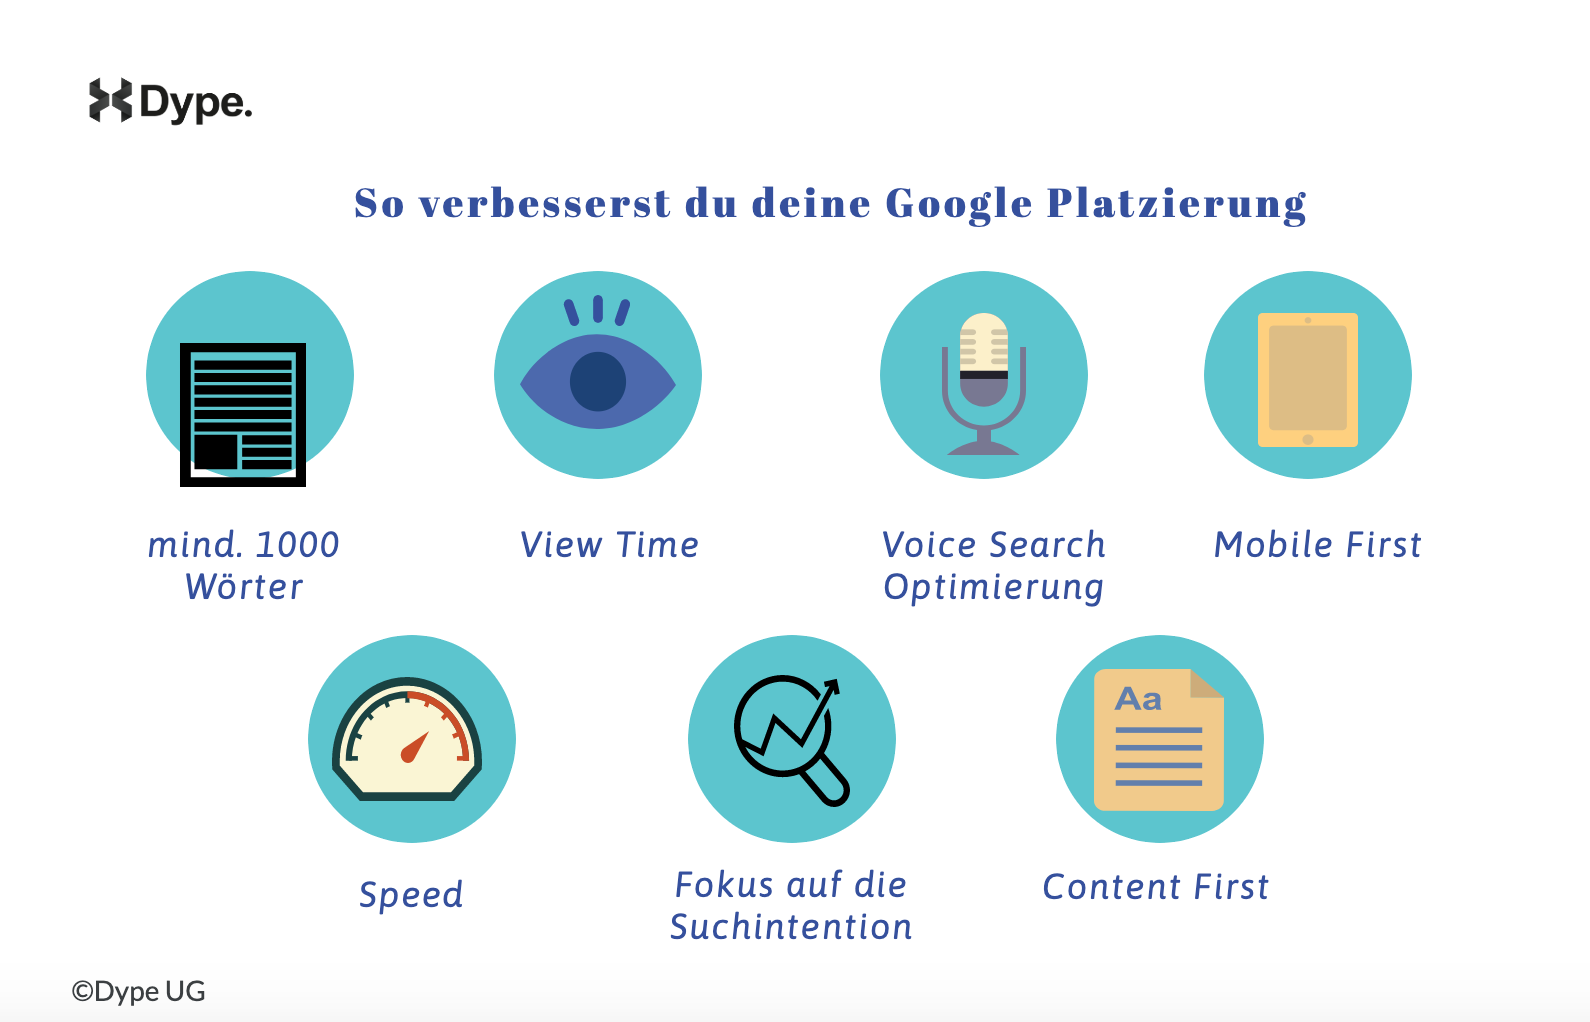 Dype.
So verbesserst du deine Google Platzierung
mind. 1000
Wörter
View Time
Voice Search
Optimierung
Mobile First
Aa
Speed
Fokus auf die
Suchintention
Content First
©Dype UG